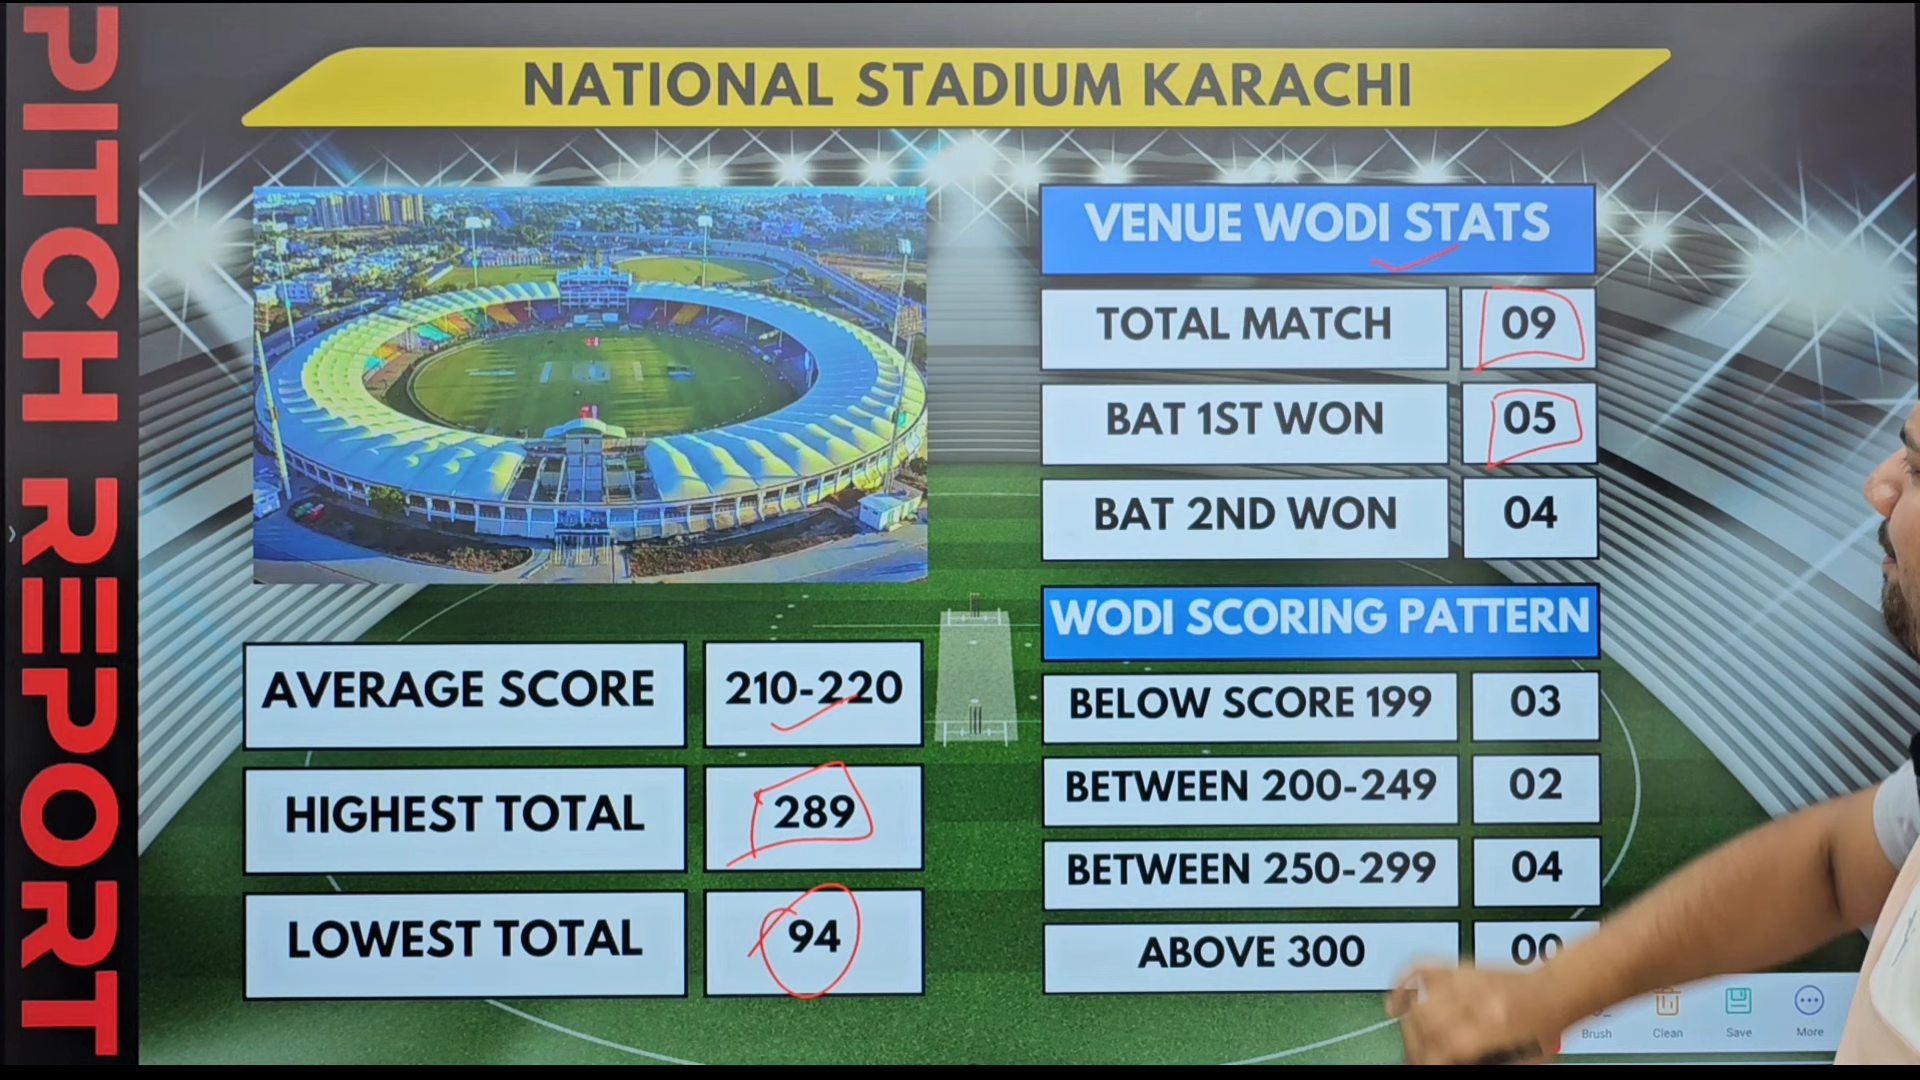 PITCH REPORT
NATIONAL STADIUM KARACHI
VENUE WODI STATS
TOTAL MATCH 09
BAT 1ST WON 05
BAT 2ND WON 04
WODI SCORING PATTERN
BELOW SCORE 199 03
BETWEEN 200-249 02
BETWEEN 250-299 04
ABOVE 300 00
AVERAGE SCORE 210-220
HIGHEST TOTAL 289
LOWEST TOTAL 94
Brush Clean Save More